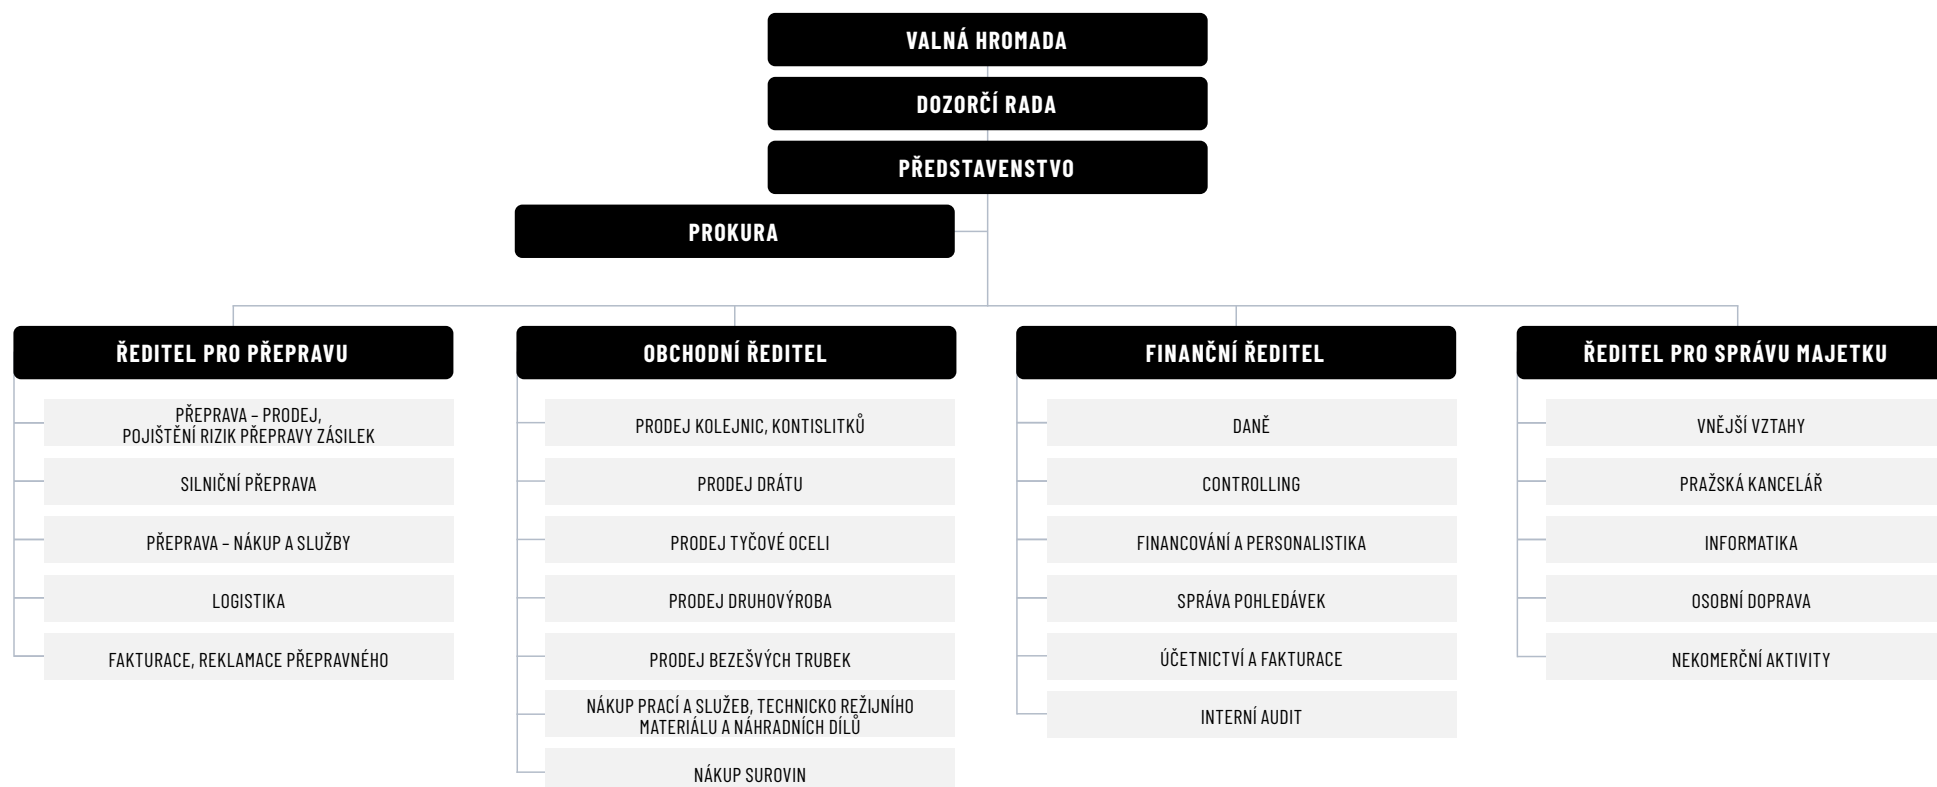 VALNÁ HROMADA
DOZORČÍ RADA
PŘEDSTAVENSTVO
PROKURA
ŘEDITEL PRO PŘEPRAVU
PŘEPRAVA – PRODEJ,
POJIŠTĚNÍ RIZIK PŘEPRAVY ZÁSILEK
SILNIČNÍ PŘEPRAVA
PŘEPRAVA – NÁKUP A SLUŽBY
LOGISTIKA
FAKTURACE, REKLAMACE PŘEPRAVNÉHO
OBCHODNÍ ŘEDITEL
PRODEJ KOLEJNIC, KONTISLITKŮ
PRODEJ DRÁTU
PRODEJ TYČOVÉ OCELI
PRODEJ DRUHOVÝROBA
PRODEJ BEZEŠVÝCH TRUBEK
NÁKUP PRACÍ A SLUŽEB, TECHNICKO REŽIJNÍHO
MATERIÁLU A NÁHRADNÍCH DÍLŮ
NÁKUP SUROVIN
FINANČNÍ ŘEDITEL
DANĚ
CONTROLLING
FINANCOVÁNÍ A PERSONALISTIKA
SPRÁVA POHLEDÁVEK
ÚČETNICTVÍ A FAKTURACE
INTERNÍ AUDIT
ŘEDITEL PRO SPRÁVU MAJETKU
VNĚJŠÍ VZTAHY
PRAŽSKÁ KANCELÁŘ
INFORMATIKA
OSOBNÍ DOPRAVA
NEKOMERČNÍ AKTIVITY